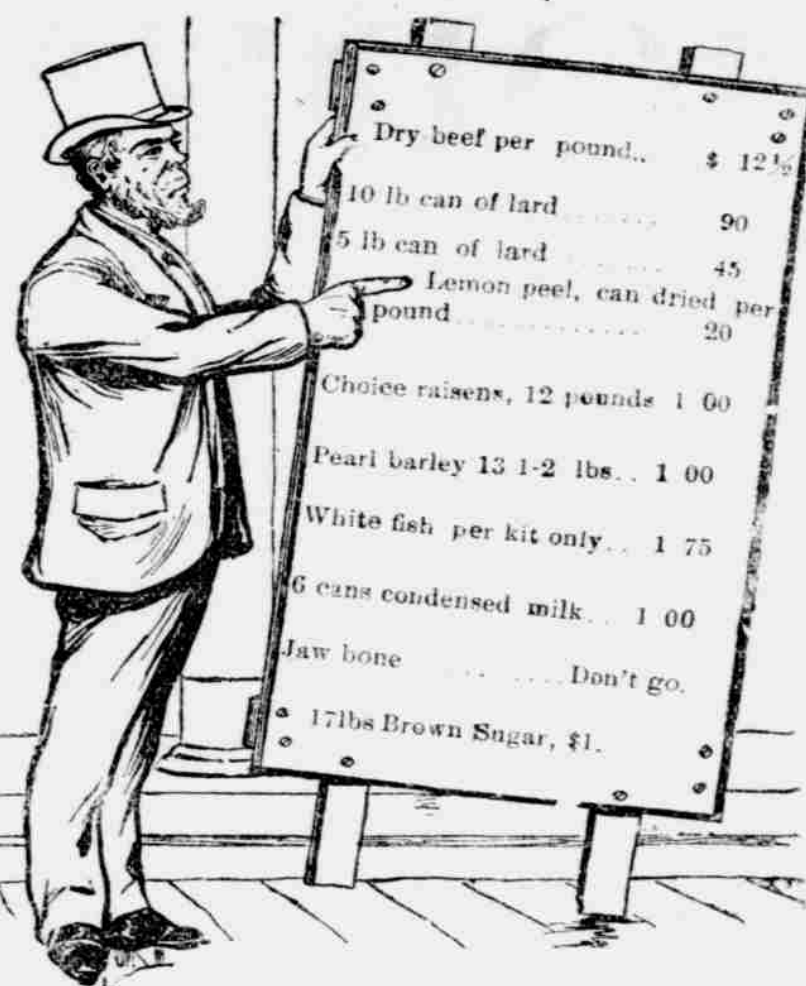 Dry beef per pound.. $ 12½
10 lb can of lard ........ 90
5 lb can of lard ........ 45
Lemon peel, can dried per
pound .............. 20
Choice raisens, 12 pounds 1 00
Pearl barley 13 1-2 lbs.. 1 00
White fish per kit only.. 1 75
6 cans condensed milk... 1 00
Jaw bone ........ Don't go.
17lbs Brown Sugar, $1.